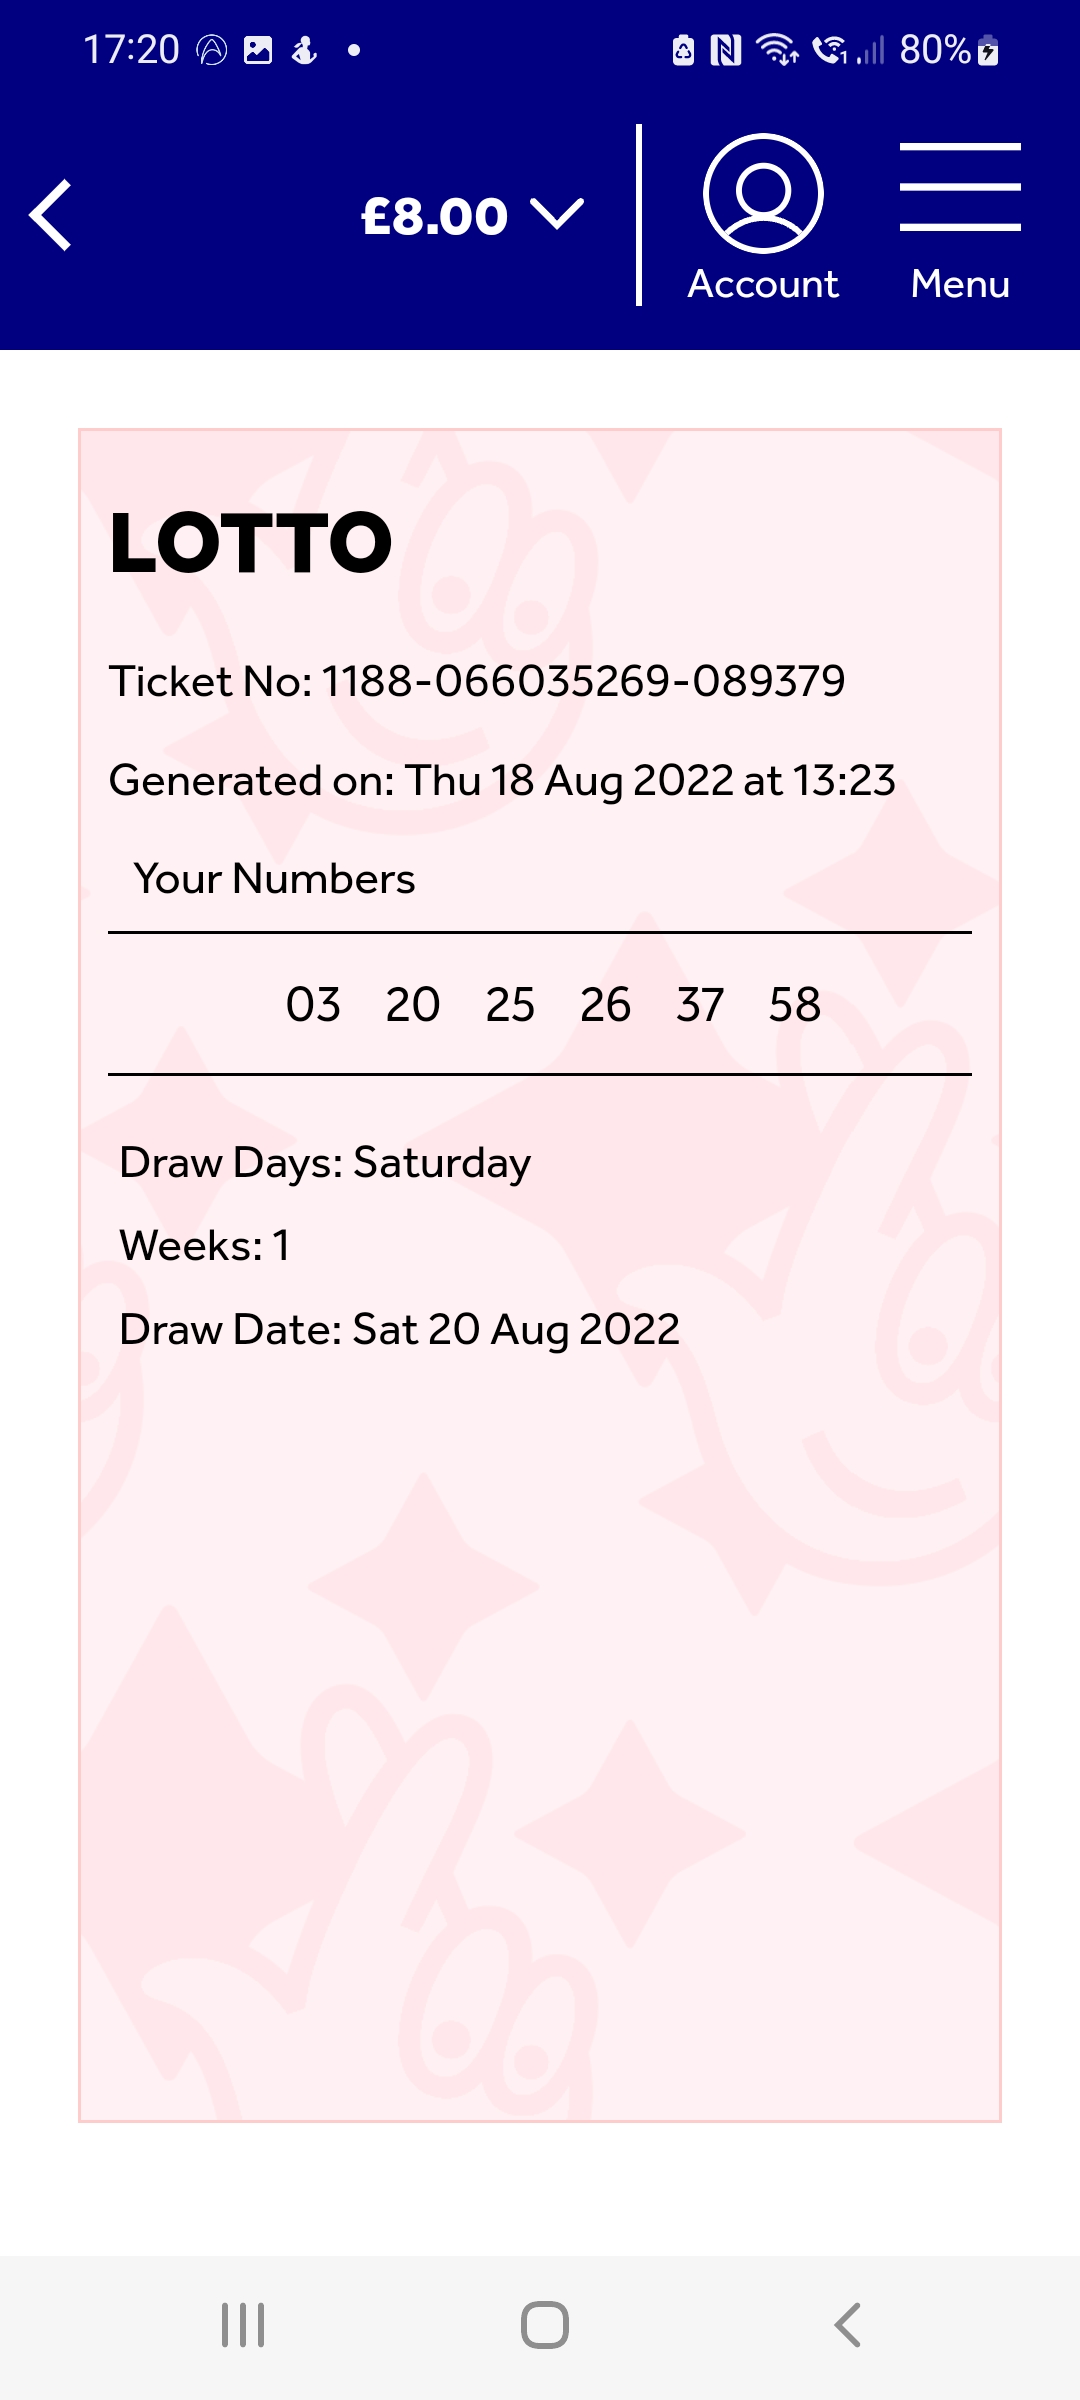 17:20 80%
£8.00
Account Menu
LOTTO
Ticket No: 1188-066035269-089379
Generated on: Thu 18 Aug 2022 at 13:23
Your Numbers
03 20 25 26 37 58
Draw Days: Saturday
Weeks: 1
Draw Date: Sat 20 Aug 2022